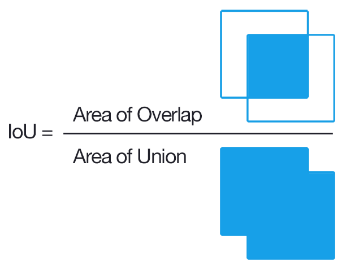 Area of Overlap
IoU =
Area of Union